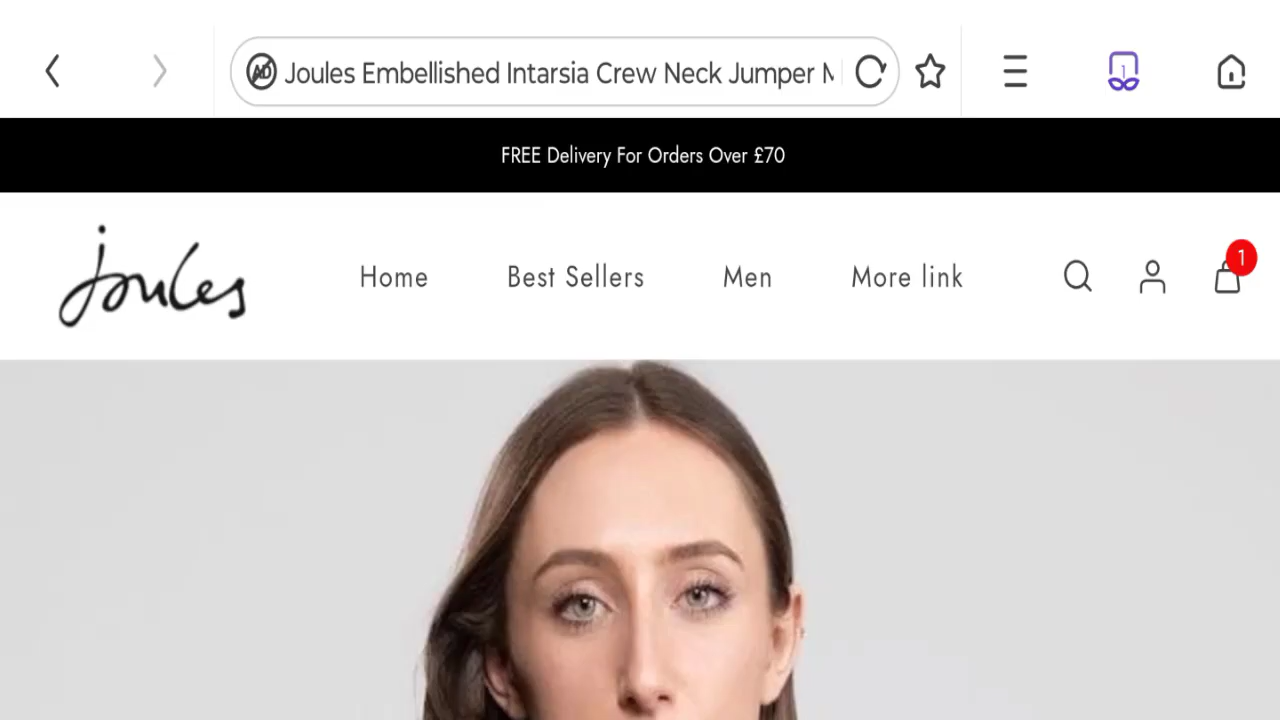 Joules Embellished Intarsia Crew Neck Jumper
FREE Delivery For Orders Over £70
joules
Home
Best Sellers
Men
More link
1
1